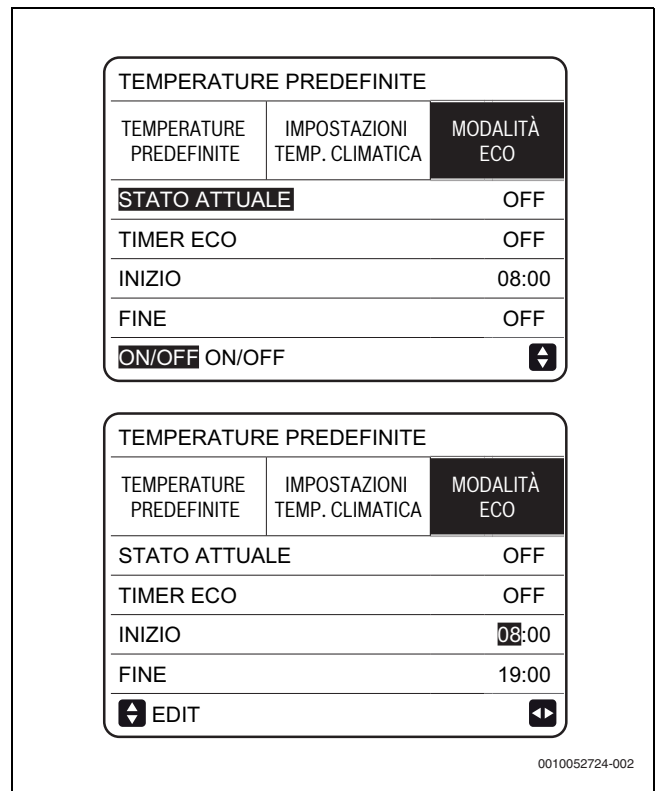 TEMPERATURE PREDEFINITE
TEMPERATURE PREDEFINITE
IMPOSTAZIONI TEMP. CLIMATICA
MODALITÀ ECO
STATO ATTUALE OFF
TIMER ECO OFF
INIZIO 08:00
FINE OFF
ON/OFF ON/OFF
TEMPERATURE PREDEFINITE
TEMPERATURE PREDEFINITE
IMPOSTAZIONI TEMP. CLIMATICA
MODALITÀ ECO
STATO ATTUALE OFF
TIMER ECO OFF
INIZIO 08:00
FINE 19:00
EDIT
0010052724-002